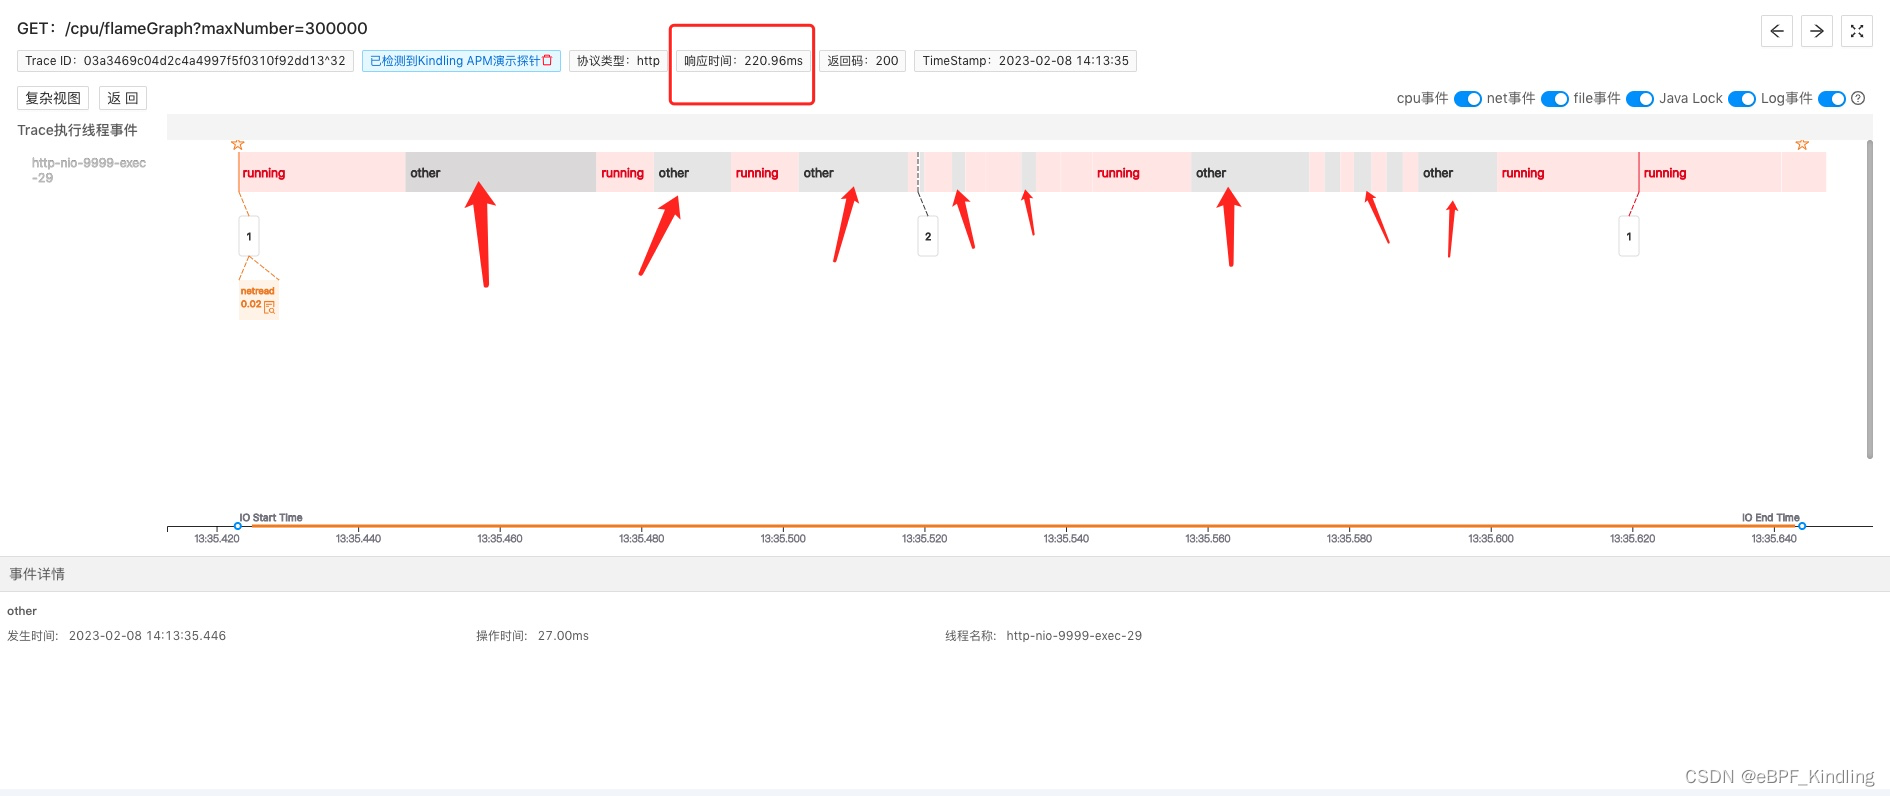 GET：/cpu/flameGraph?maxNumber=300000
Trace ID：03a3469c04d2c4a4997f5f0310f92dd13^32 已检测到Kindling APM演示探针 协议类型：http 响应时间：220.96ms 返回码：200 TimeStamp：2023-02-08 14:13:35
复杂视图 返 回 cpu事件 net事件 file事件 Java Lock Log事件
Trace执行线程事件
http-nio-9999-exec
-29
running other running other running other running other other running running
1 2 1
netread
0.02
IO Start Time IO End Time
13:35.420 13:35.440 13:35.460 13:35.480 13:35.500 13:35.520 13:35.540 13:35.560 13:35.580 13:35.600 13:35.620 13:35.640
事件详情
other
发生时间: 2023-02-08 14:13:35.446 操作时间: 27.00ms 线程名称: http-nio-9999-exec-29
CSDN @eBPF_Kindling